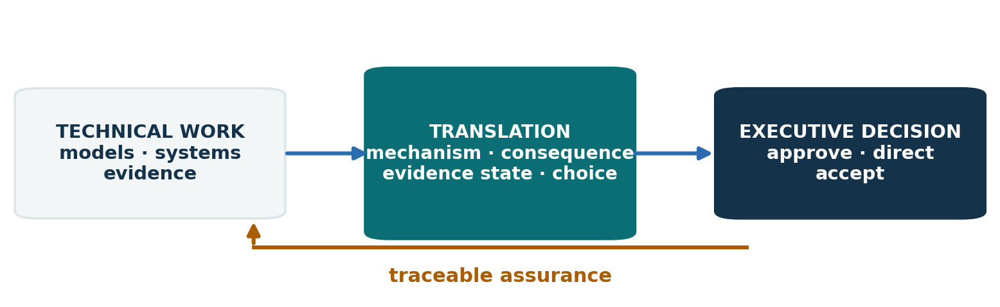 TECHNICAL WORK
models · systems
evidence
TRANSLATION
mechanism · consequence
evidence state · choice
EXECUTIVE DECISION
approve · direct
accept
traceable assurance